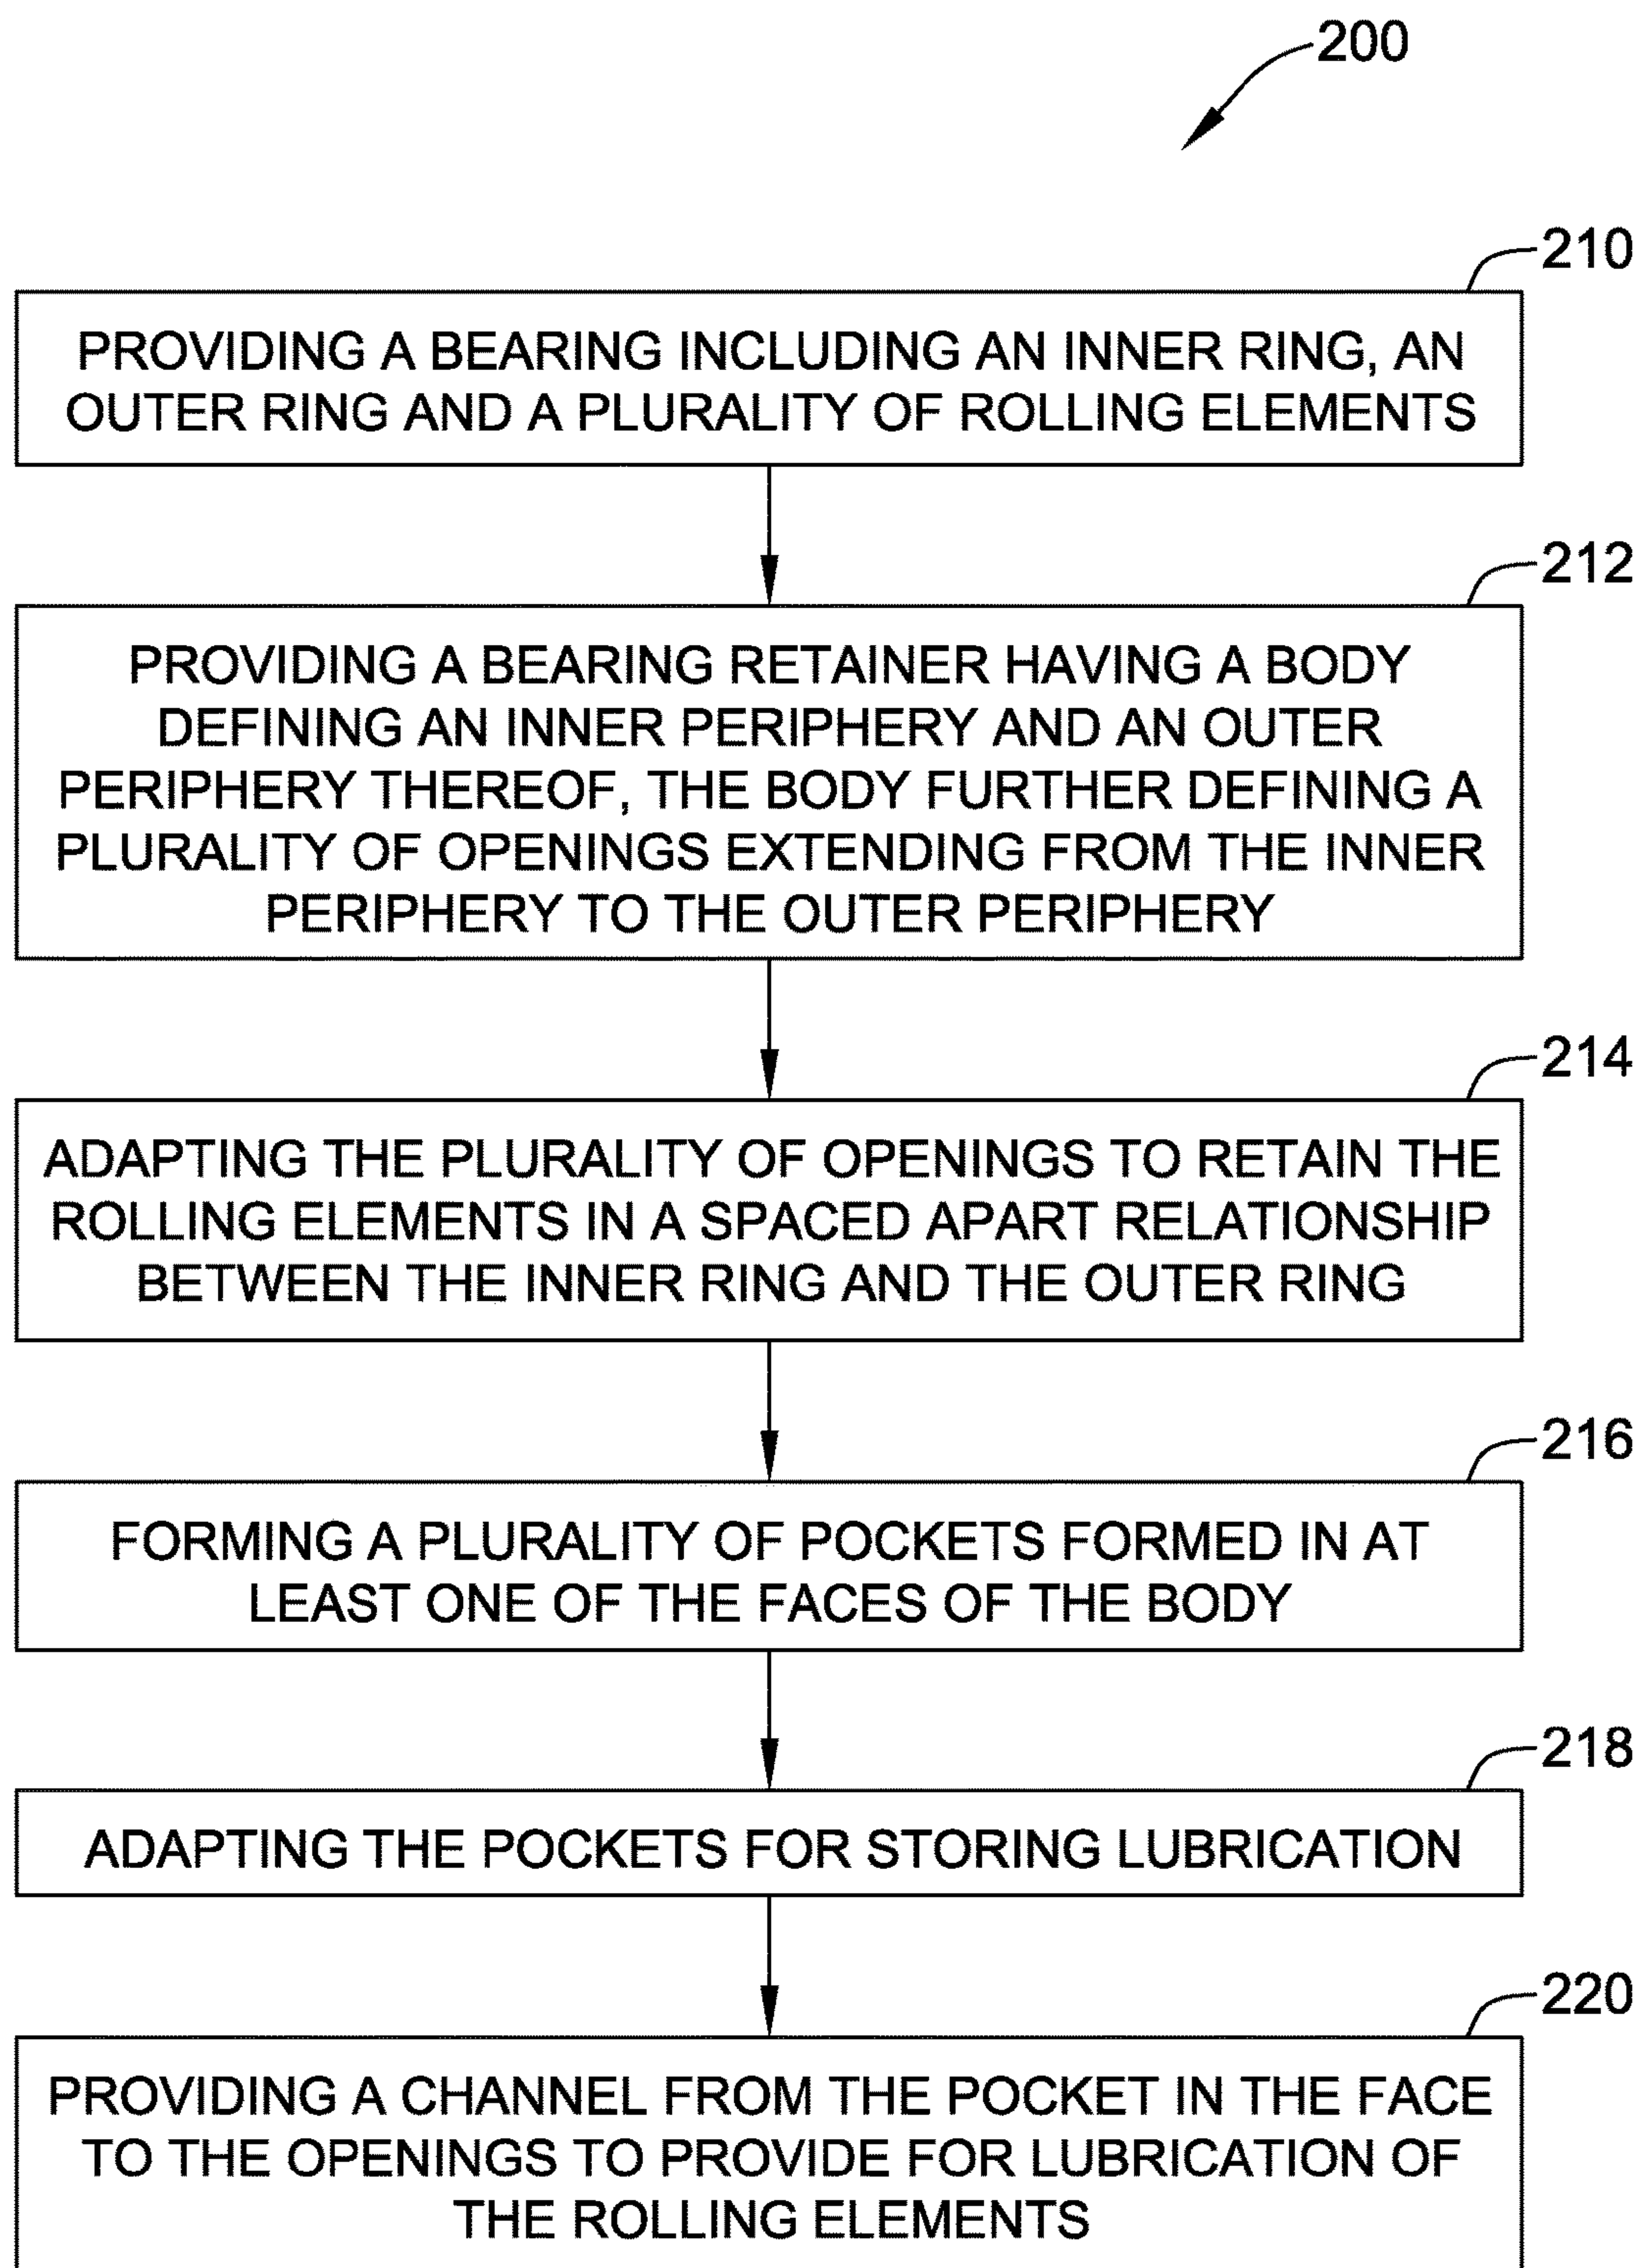 200
210
PROVIDING A BEARING INCLUDING AN INNER RING, AN
OUTER RING AND A PLURALITY OF ROLLING ELEMENTS
212
PROVIDING A BEARING RETAINER HAVING A BODY
DEFINING AN INNER PERIPHERY AND AN OUTER
PERIPHERY THEREOF, THE BODY FURTHER DEFINING A
PLURALITY OF OPENINGS EXTENDING FROM THE INNER
PERIPHERY TO THE OUTER PERIPHERY
214
ADAPTING THE PLURALITY OF OPENINGS TO RETAIN THE
ROLLING ELEMENTS IN A SPACED APART RELATIONSHIP
BETWEEN THE INNER RING AND THE OUTER RING
216
FORMING A PLURALITY OF POCKETS FORMED IN AT
LEAST ONE OF THE FACES OF THE BODY
218
ADAPTING THE POCKETS FOR STORING LUBRICATION
220
PROVIDING A CHANNEL FROM THE POCKET IN THE FACE
TO THE OPENINGS TO PROVIDE FOR LUBRICATION OF
THE ROLLING ELEMENTS